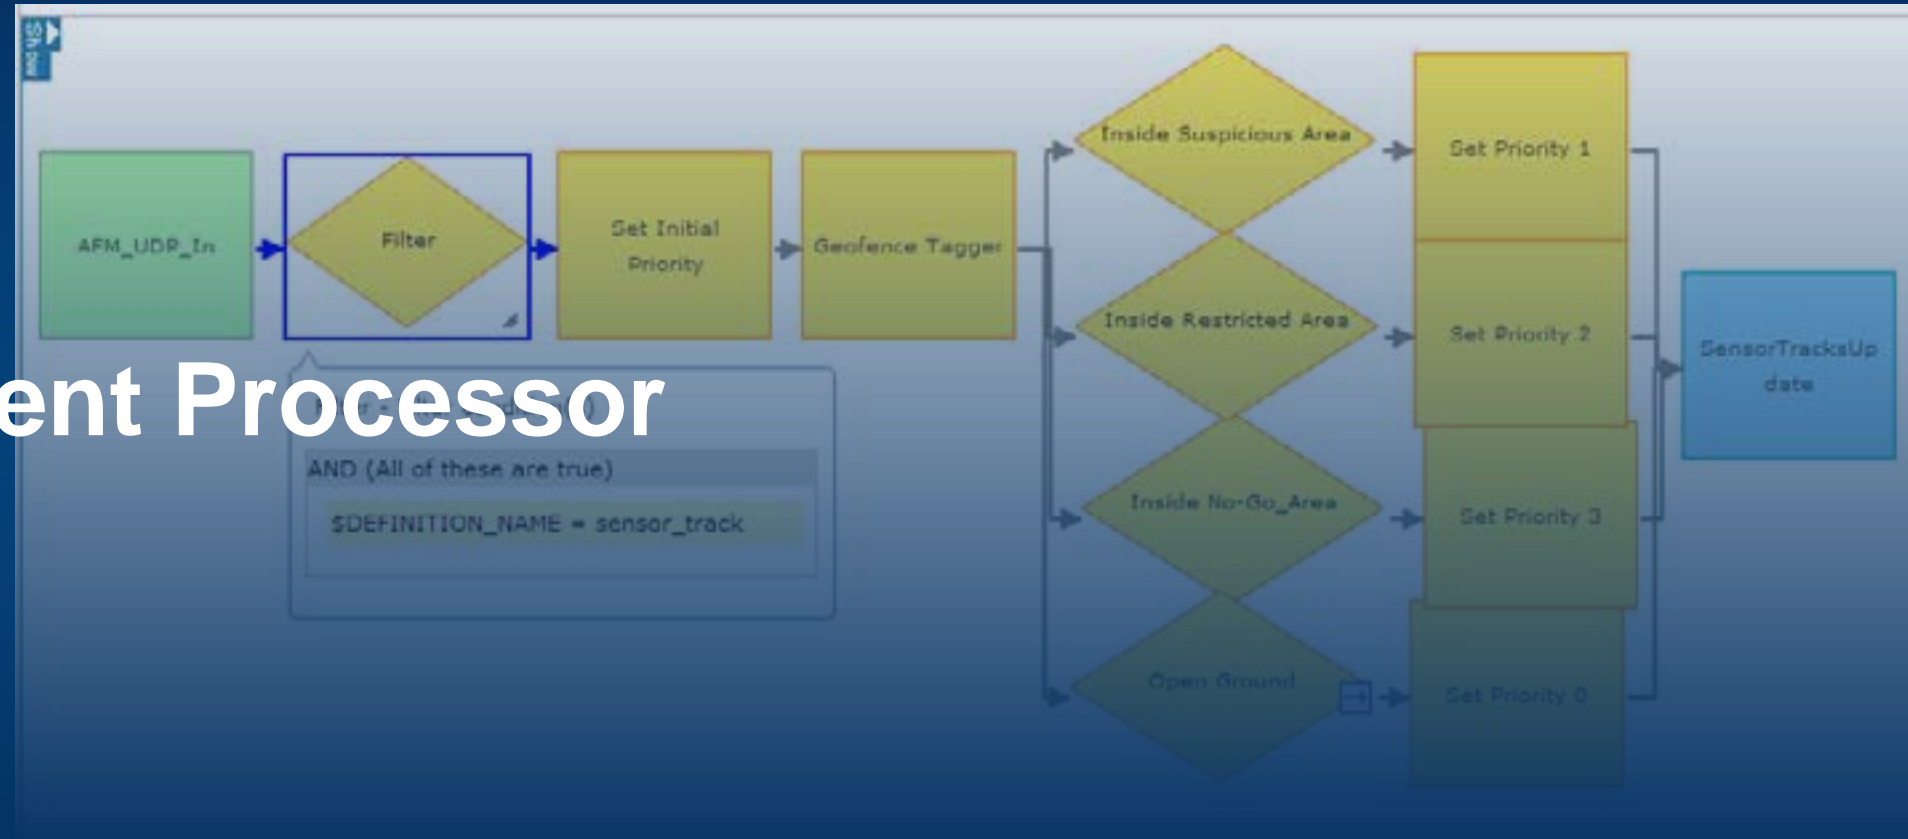 Show
AFM_UDP_In
Filter
Set Initial
Priority
Geofence Tagger
Inside Suspicious Area
Set Priority 1
Inside Restricted Area
Set Priority 2
Inside No-Go_Area
Set Priority 3
Open Ground
Set Priority 0
SensorTracksUp
date
ent Processor
AND (All of these are true)
$DEFINITION_NAME = sensor_track